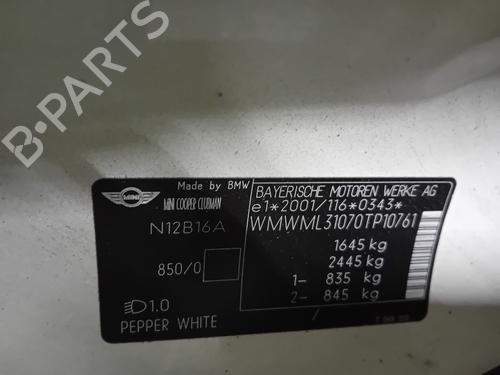 B-PARTS
Made by BMW
MINI
MINI COOPER CLUBMAN
N12B16A
850/0
1.0
PEPPER WHITE
BAYERISCHE MOTOREN WERKE AG
e1*2001/116*0343*
WMWML31070TP10761
1645 kg
2445 kg
1- 835 kg
2- 845 kg